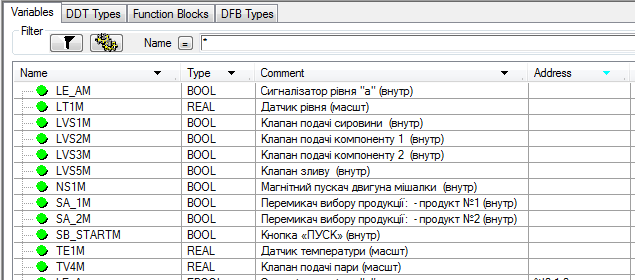 Variables DDT Types Function Blocks DFB Types
Filter
Name = *
Name Type Comment Address
LE_AM BOOL Сигналізатор рівня "а" (внутр)
LT1M REAL Датчик рівня (масшт)
LVS1M BOOL Клапан подачі сировини (внутр)
LVS2M BOOL Клапан подачі компоненту 1 (внутр)
LVS3M BOOL Клапан подачі компоненту 2 (внутр)
LVS5M BOOL Клапан зливу (внутр)
NS1M BOOL Магнітний пускач двигуна мішалки (внутр)
SA_1M BOOL Перемикач вибору продукції: - продукт №1 (внутр)
SA_2M BOOL Перемикач вибору продукції: - продукт №2 (внутр)
SB_STARTM BOOL Кнопка «ПУСК» (внутр)
TE1M REAL Датчик температури (масшт)
TV4M REAL Клапан подачі пари (масшт)